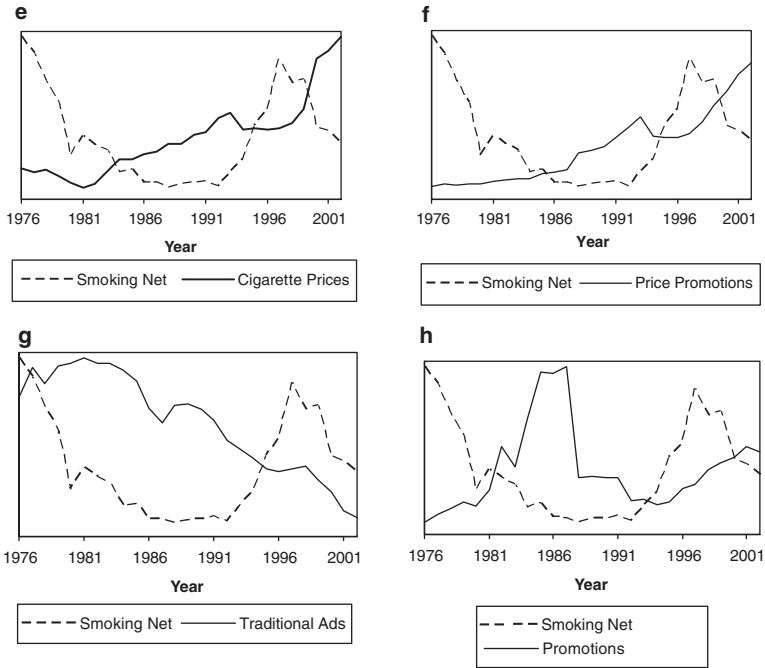 e
1976 1981 1986 1991 1996 2001
Year
Smoking Net Cigarette Prices
f
1976 1981 1986 1991 1996 2001
Year
Smoking Net Price Promotions
g
1976 1981 1986 1991 1996 2001
Year
Smoking Net Traditional Ads
h
1976 1981 1986 1991 1996 2001
Year
Smoking Net
Promotions